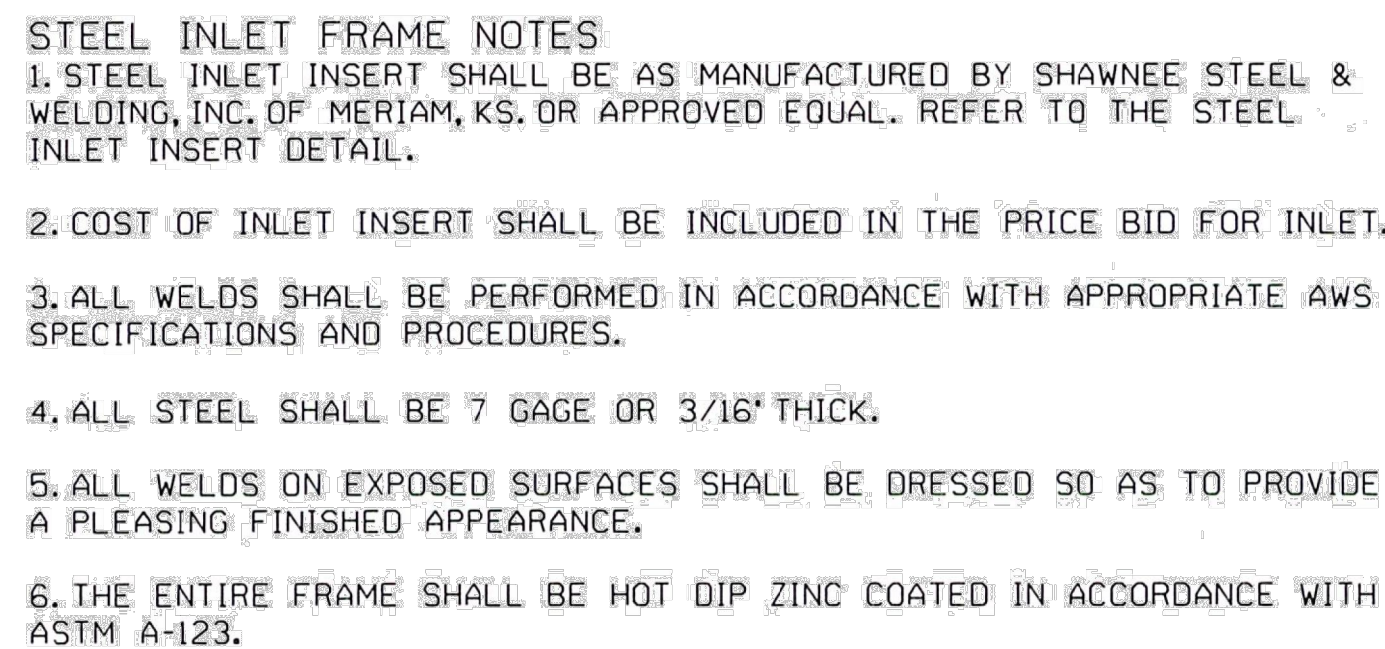 STEEL INLET FRAME NOTES
1. STEEL INLET INSERT SHALL BE AS MANUFACTURED BY SHAWNEE STEEL &
WELDING, INC. OF MERIAM, KS. OR APPROVED EQUAL. REFER TO THE STEEL
INLET INSERT DETAIL.
2. COST OF INLET INSERT SHALL BE INCLUDED IN THE PRICE BID FOR INLET.
3. ALL WELDS SHALL BE PERFORMED IN ACCORDANCE WITH APPROPRIATE AWS
SPECIFICATIONS AND PROCEDURES.
4. ALL STEEL SHALL BE 7 GAGE OR 3/16" THICK.
5. ALL WELDS ON EXPOSED SURFACES SHALL BE DRESSED SO AS TO PROVIDE
A PLEASING FINISHED APPEARANCE.
6. THE ENTIRE FRAME SHALL BE HOT DIP ZINC COATED IN ACCORDANCE WITH
ASTM A-123.